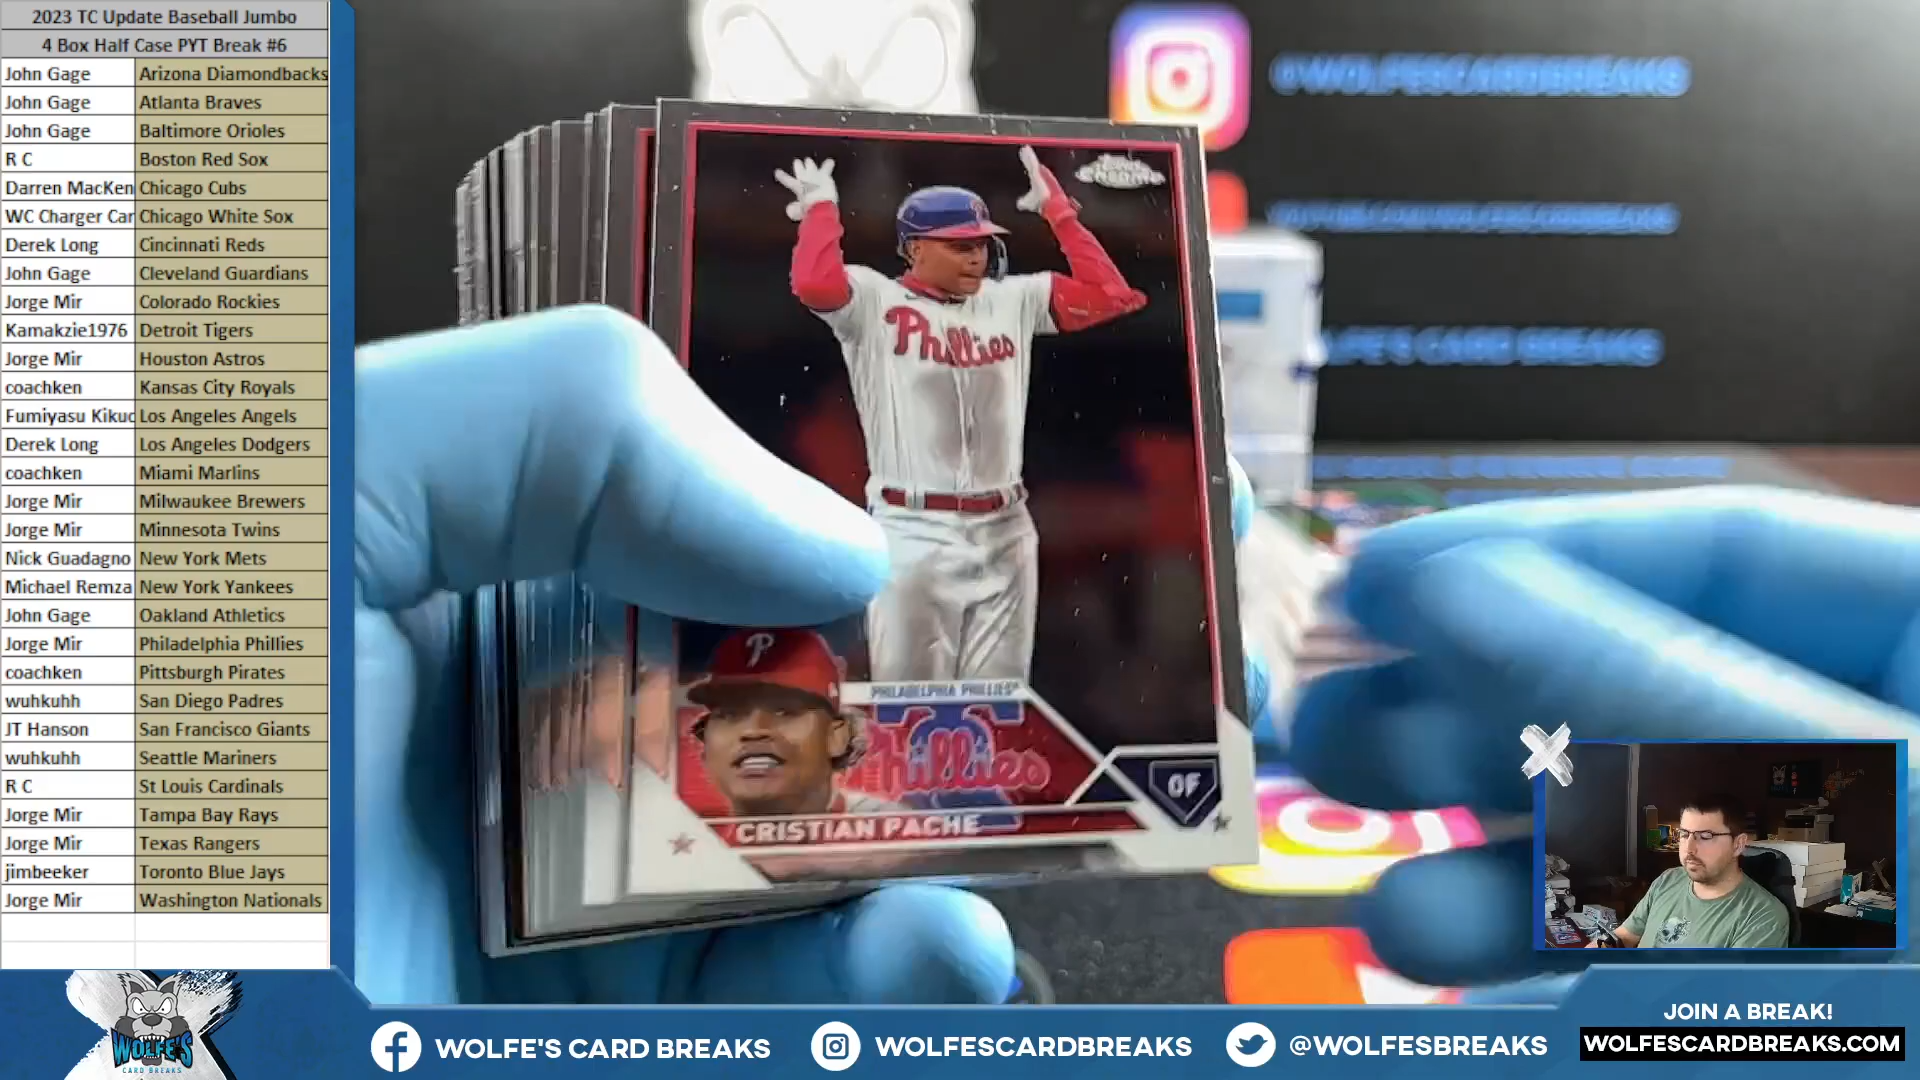 2023 TC Update Baseball Jumbo
4 Box Half Case PYT Break #6
John Gage Arizona Diamondbacks
John Gage Atlanta Braves
John Gage Baltimore Orioles
R C Boston Red Sox
Darren MacKen Chicago Cubs
WC Charger Car Chicago White Sox
Derek Long Cincinnati Reds
John Gage Cleveland Guardians
Jorge Mir Colorado Rockies
Kamakzie1976 Detroit Tigers
Jorge Mir Houston Astros
coachken Kansas City Royals
Fumiyasu Kikuc Los Angeles Angels
Derek Long Los Angeles Dodgers
coachken Miami Marlins
Jorge Mir Milwaukee Brewers
Jorge Mir Minnesota Twins
Nick Guadagno New York Mets
Michael Remza New York Yankees
John Gage Oakland Athletics
Jorge Mir Philadelphia Phillies
coachken Pittsburgh Pirates
wuhkuhh San Diego Padres
JT Hanson San Francisco Giants
wuhkuhh Seattle Mariners
R C St Louis Cardinals
Jorge Mir Tampa Bay Rays
Jorge Mir Texas Rangers
jimbeeker Toronto Blue Jays
Jorge Mir Washington Nationals
@WOLFESCARDBREAKS
Topps Chrome
Phillies
P
PHILADELPHIA PHILLIES
Phillies
OF
CRISTIAN PACHE
WOLFE'S
CARD BREAKS
WOLFE'S CARD BREAKS
WOLFESCARDBREAKS
@WOLFESBREAKS
JOIN A BREAK!
WOLFESCARDBREAKS.COM